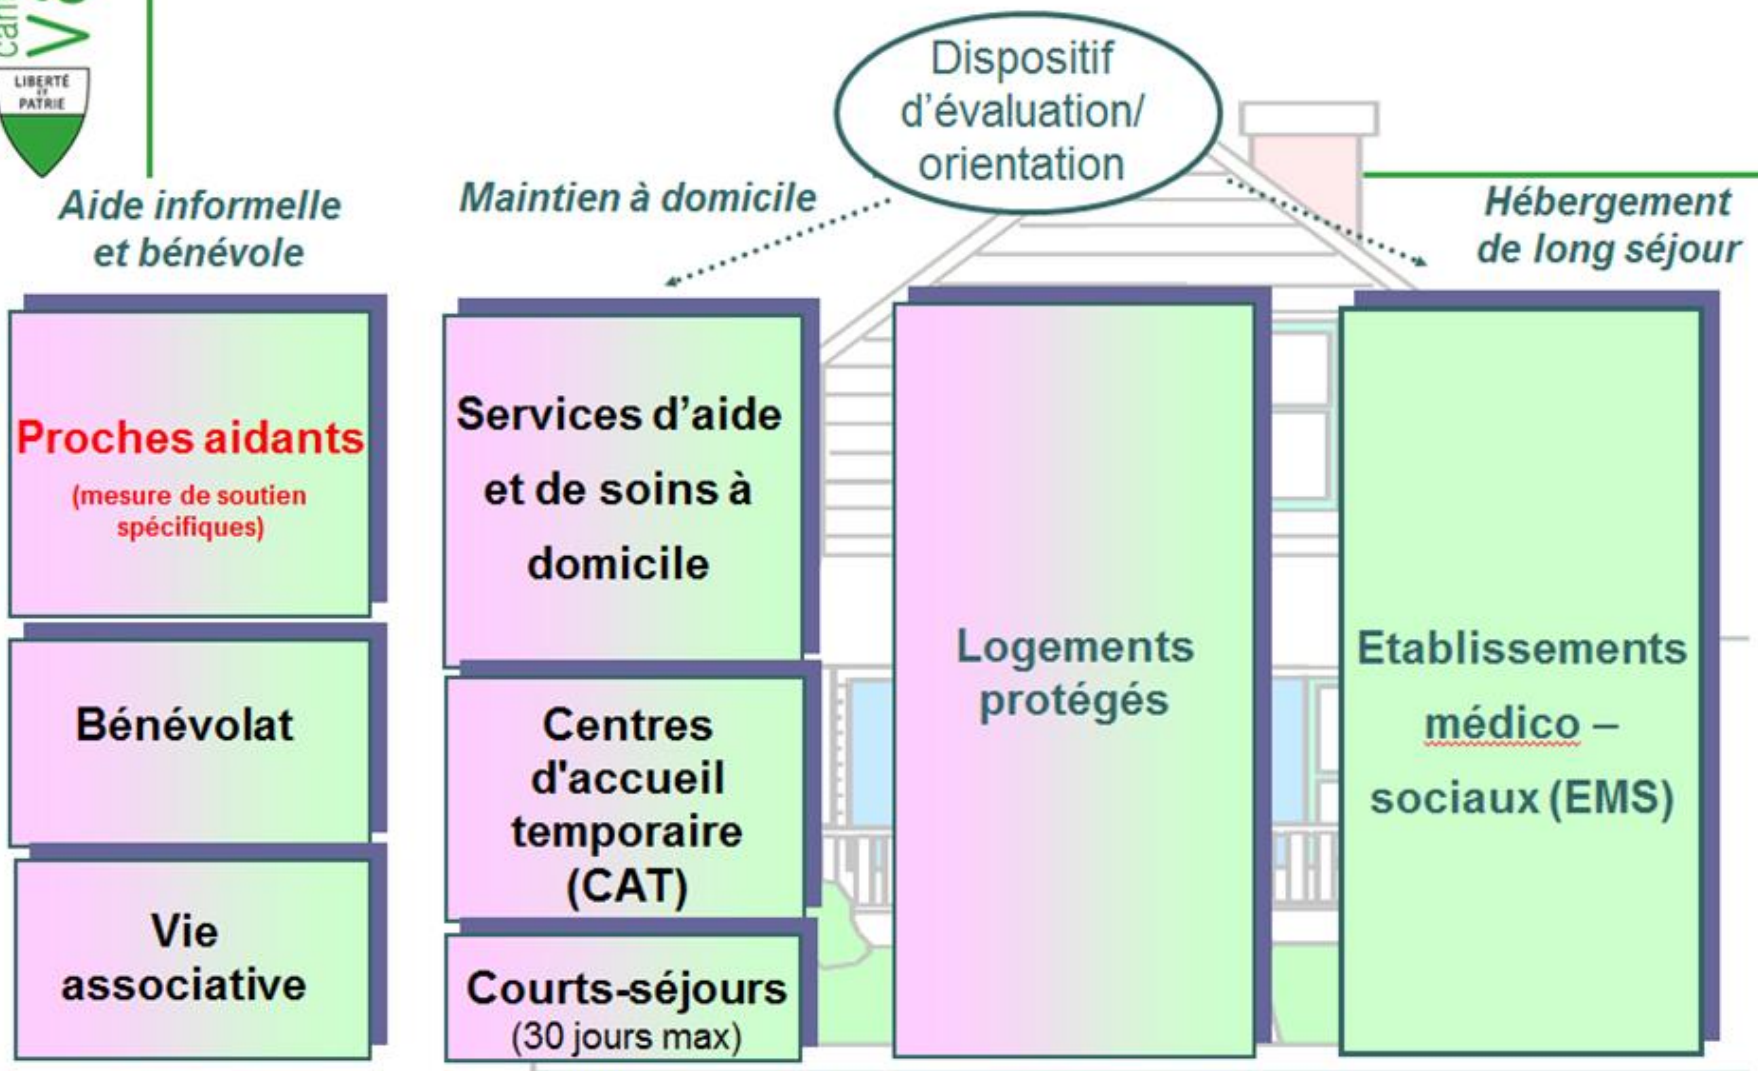 LIBERTÉ
ET
PATRIE
Dispositif
d'évaluation/
orientation
Aide informelle
et bénévole
Maintien à domicile
Hébergement
de long séjour
Proches aidants
(mesure de soutien
spécifiques)
Bénévolat
Vie
associative
Services d'aide
et de soins à
domicile
Centres
d'accueil
temporaire
(CAT)
Courts-séjours
(30 jours max)
Logements
protégés
Etablissements
médico –
sociaux (EMS)